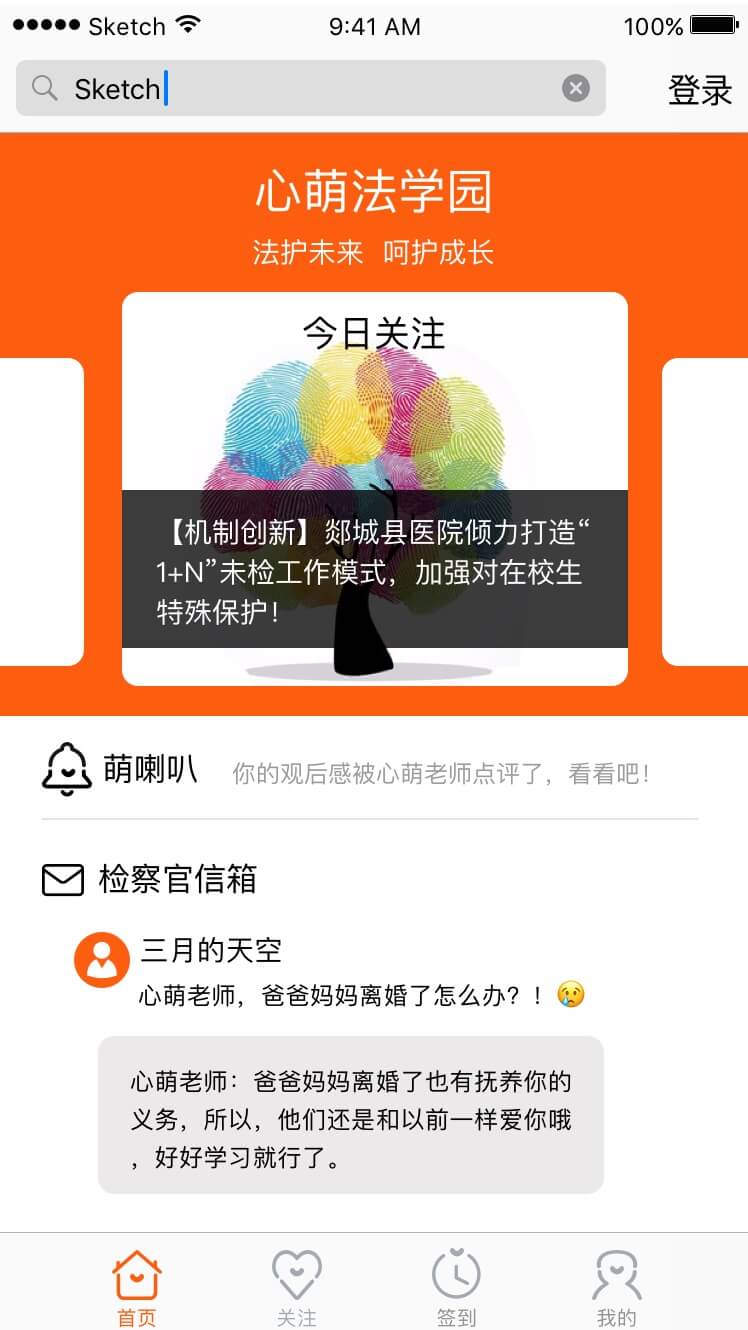 Sketch
9:41 AM
100%
Sketch
登录
心萌法学园
法护未来 呵护成长
今日关注
【机制创新】郯城县医院倾力打造“
1+N”未检工作模式，加强对在校生
特殊保护！
萌喇叭
你的观后感被心萌老师点评了，看看吧！
检察官信箱
三月的天空
心萌老师，爸爸妈妈离婚了怎么办？！😢
心萌老师：爸爸妈妈离婚了也有抚养你的
义务，所以，他们还是和以前一样爱你哦
，好好学习就行了。
首页
关注
签到
我的